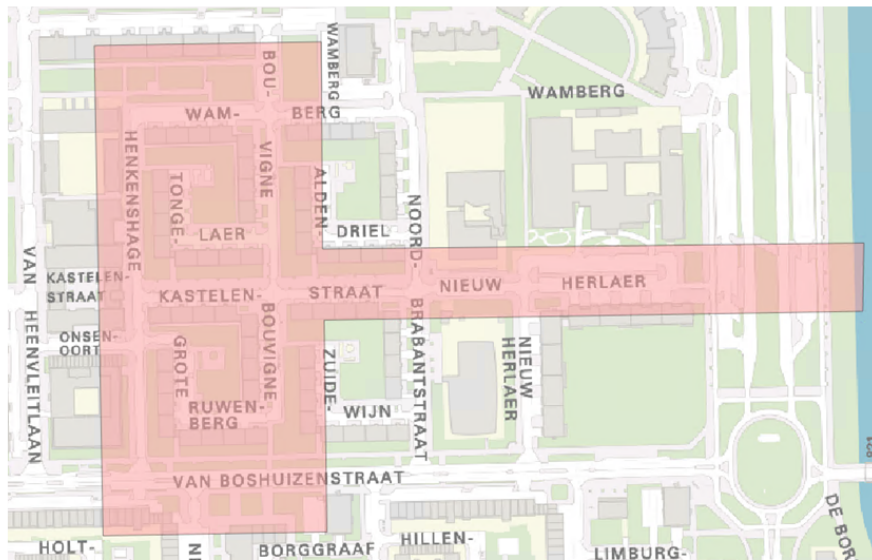 BOU-
VIGNE
WAMBERG
WAM-
BERG
WAMBERG
HENKENSHAGE
TONGE-
LAER
ALDEN-
DRIEL
NOORD-
BRABANTSTRAAT
VAN
HEENVLEITLAAN
KASTELEN-
STRAAT
KASTELEN-
STRAAT
NIEUW
HERLAER
ONSEN-
OORT
GROTE
RUWEN-
BERG
BOUVIGNE
ZUIDE-
WIJN
NIEUW
HERLAER
VAN BOSHUIZENSTRAAT
HOLT-
BORGGRAAF
HILLEN-
LIMBURG-
DE BOR